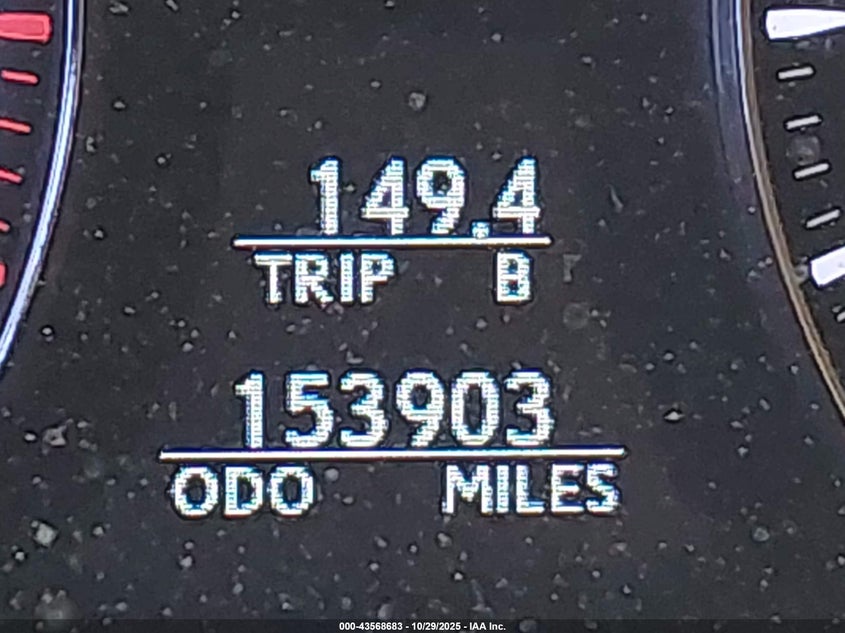 149.4
TRIP B
153903
ODO MILES
000-43568683 - 10/29/2025 - IAA Inc.